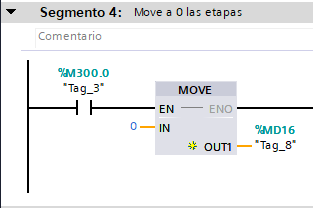 Segmento 4: Move a 0 las etapas
Comentario
%M300.0
"Tag_3"
MOVE
EN ENO
0 IN
%MD16
OUT1 "Tag_8"